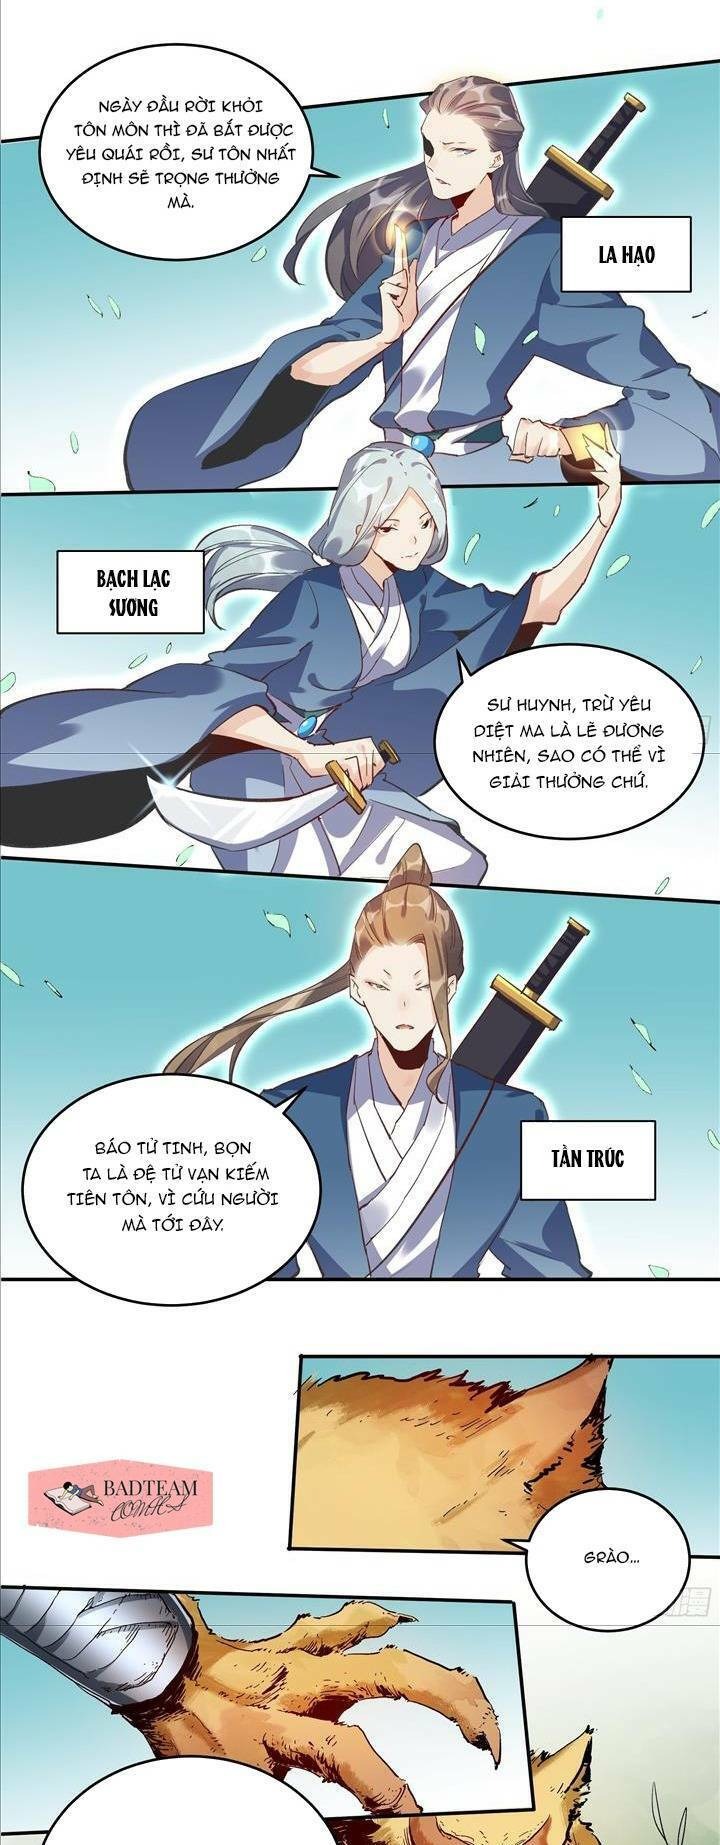 NGÀY ĐẦU RỜI KHỎI
TÔN MÔN THÌ ĐÃ BẮT ĐƯỢC
YÊU QUÁI RỒI, SƯ TÔN NHẤT
ĐỊNH SẼ TRỌNG THƯỞNG
MÀ.
LA HẠO
BẠCH LẠC
SƯƠNG
SƯ HUYNH, TRỪ YÊU
DIỆT MA LÀ LẼ ĐƯƠNG
NHIÊN, SAO CÓ THỂ VÌ
GIẢI THƯỞNG CHỨ.
BÁO TỬ TINH, BỌN
TA LÀ ĐỆ TỬ VẠN KIẾM
TIÊN TÔN, VÌ CỨU NGƯỜI
MÀ TỚI ĐÂY.
TẦN TRÚC
BADTEAM
COMICS
GRÀO...